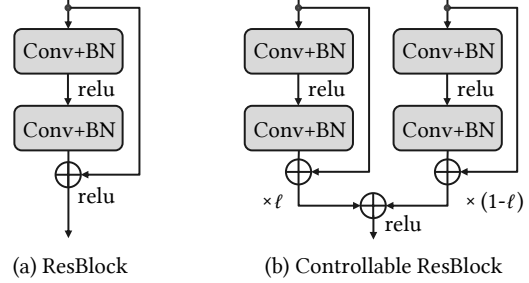 Conv+BN
relu
Conv+BN
relu
(a) ResBlock
Conv+BN
relu
Conv+BN
×ℓ
Conv+BN
relu
Conv+BN
× (1-ℓ)
relu
(b) Controllable ResBlock